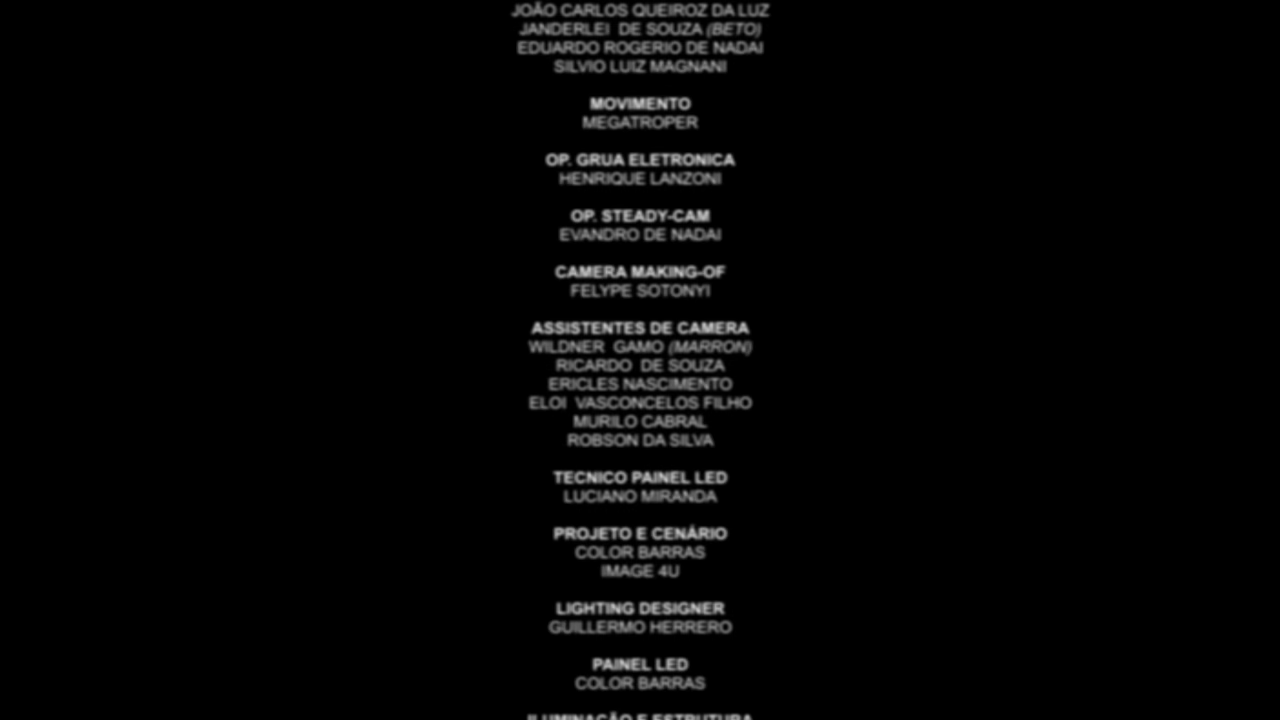 JOÃO CARLOS QUEIROZ DA LUZ
JANDERLEI DE SOUZA (BETO)
EDUARDO ROGERIO DE NADAI
SILVIO LUIZ MAGNANI
MOVIMENTO
MEGATROPER
OP. GRUA ELETRONICA
HENRIQUE LANZONI
OP. STEADY-CAM
EVANDRO DE NADAI
CAMERA MAKING-OF
FELYPE SOTONYI
ASSISTENTES DE CAMERA
WILDNER GAMO (MARRON)
RICARDO DE SOUZA
ERICLES NASCIMENTO
ELOI VASCONCELOS FILHO
MURILO CABRAL
ROBSON DA SILVA
TECNICO PAINEL LED
LUCIANO MIRANDA
PROJETO E CENÁRIO
COLOR BARRAS
IMAGE 4U
LIGHTING DESIGNER
GUILLERMO HERRERO
PAINEL LED
COLOR BARRAS
ILUMINAÇÃO E ESTRUTURA